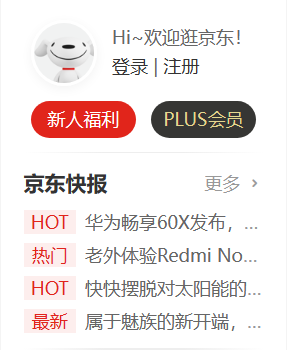 Hi~欢迎逛京东!
登录 | 注册
新人福利 PLUS会员
京东快报 更多 >
HOT 华为畅享60X发布，...
热门 老外体验Redmi No...
HOT 快快摆脱对太阳能的...
最新 属于魅族的新开端，...